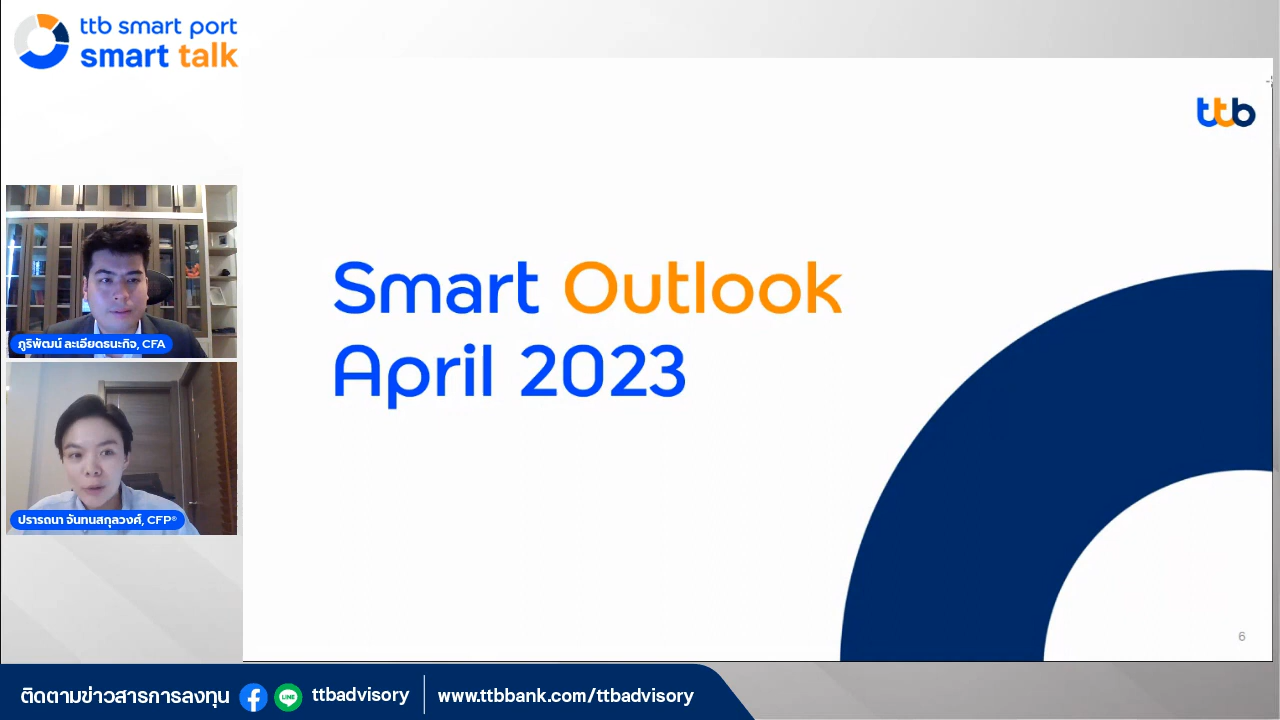 ttb smart port
smart talk
ttb
ภูริพัฒน์ ละเอียดธนะกิจ, CFA
ปรารถนา จันทนสกุลวงศ์, CFP®
Smart Outlook
April 2023
6
ติดตามข่าวสารการลงทุน
LINE
ttbadvisory
www.ttbbank.com/ttbadvisory